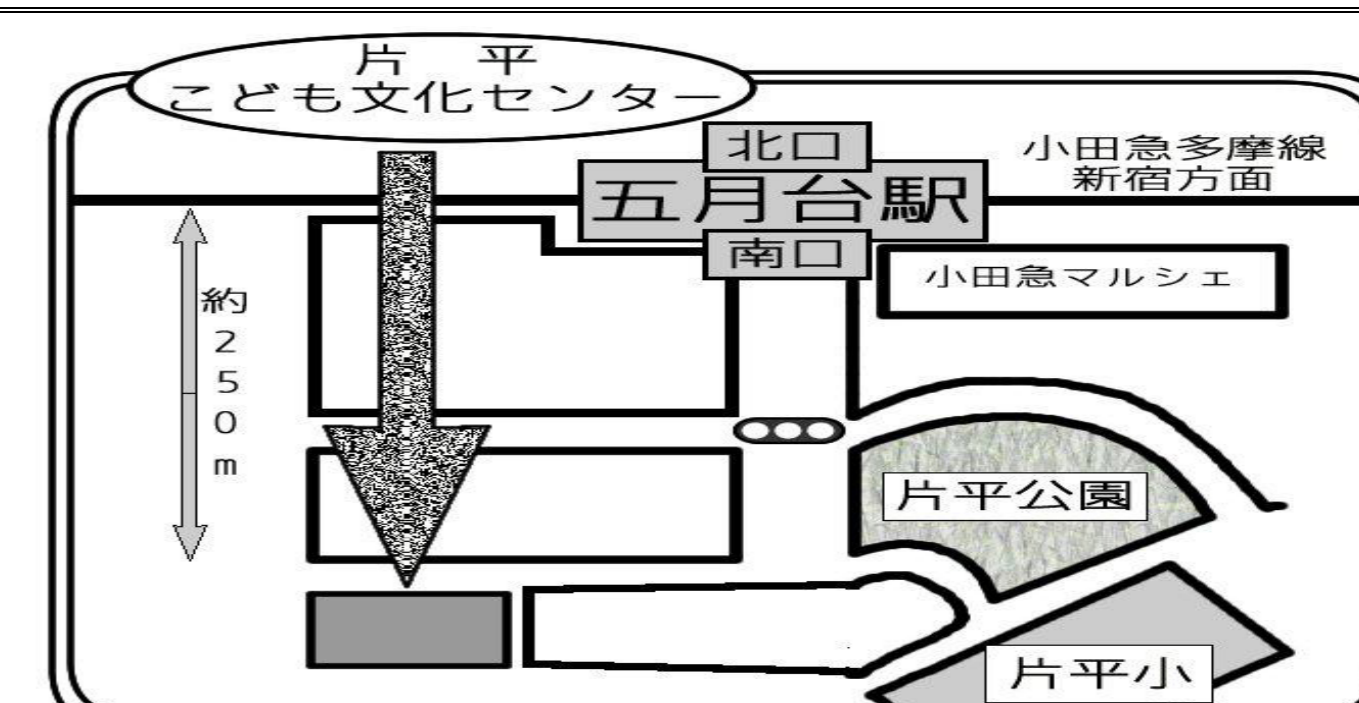 片 平
こども文化センター
北口
五月台駅
南口
小田急多摩線
新宿方面
小田急マルシェ
約250m
片平公園
片平小